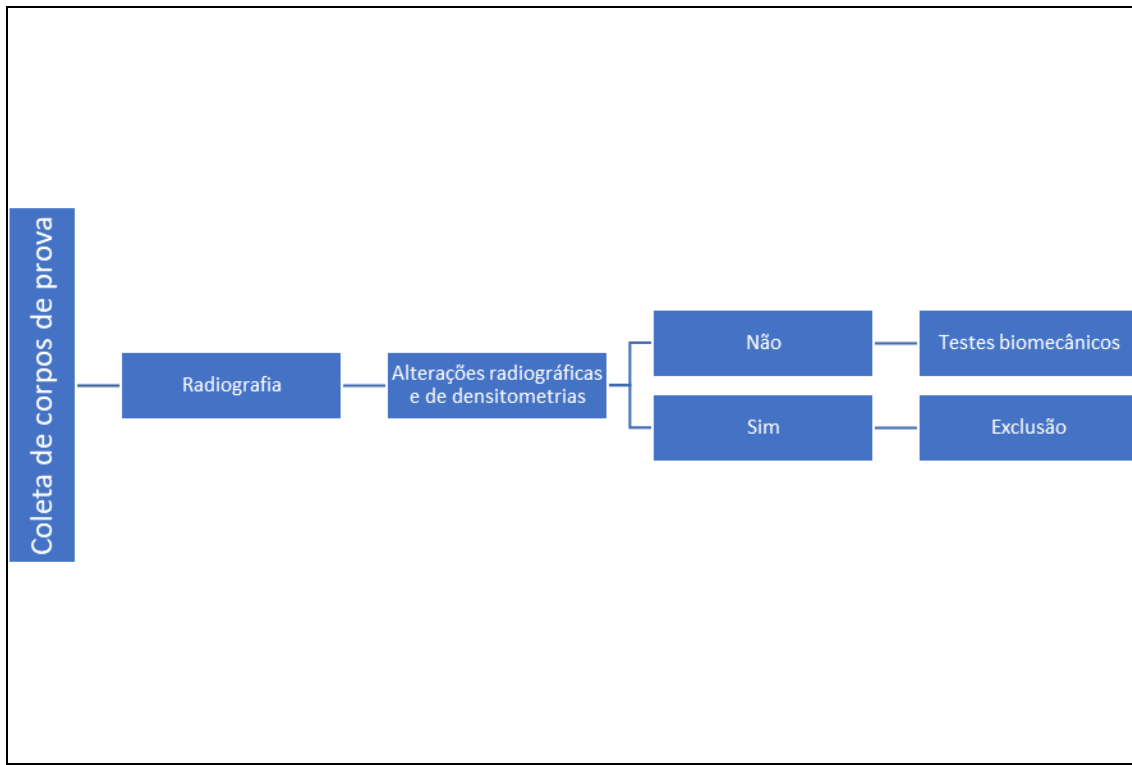 Coleta de corpos de prova
Radiografia
Alterações radiográficas
e de densitometrias
Não
Testes biomecânicos
Sim
Exclusão